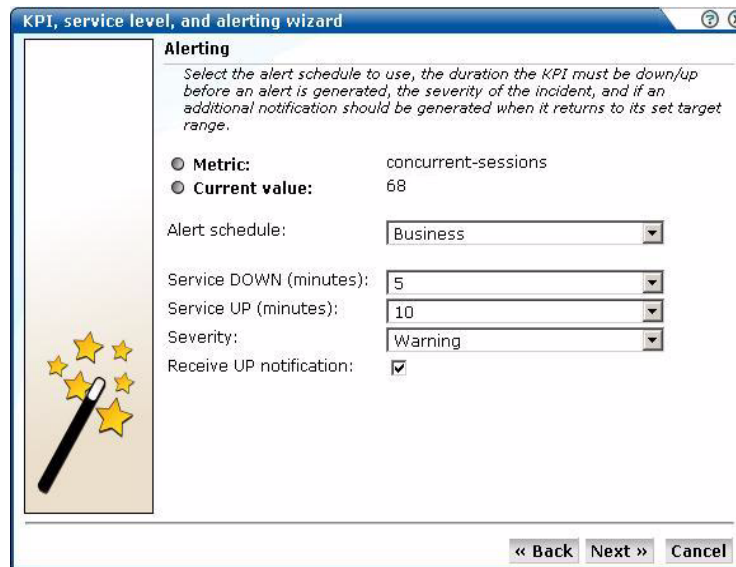 KPI, service level, and alerting wizard
Alerting
Select the alert schedule to use, the duration the KPI must be down/up
before an alert is generated, the severity of the incident, and if an
additional notification should be generated when it returns to its set target
range.
Metric: concurrent-sessions
Current value: 68
Alert schedule: Business
Service DOWN (minutes): 5
Service UP (minutes): 10
Severity: Warning
Receive UP notification:
« Back Next » Cancel